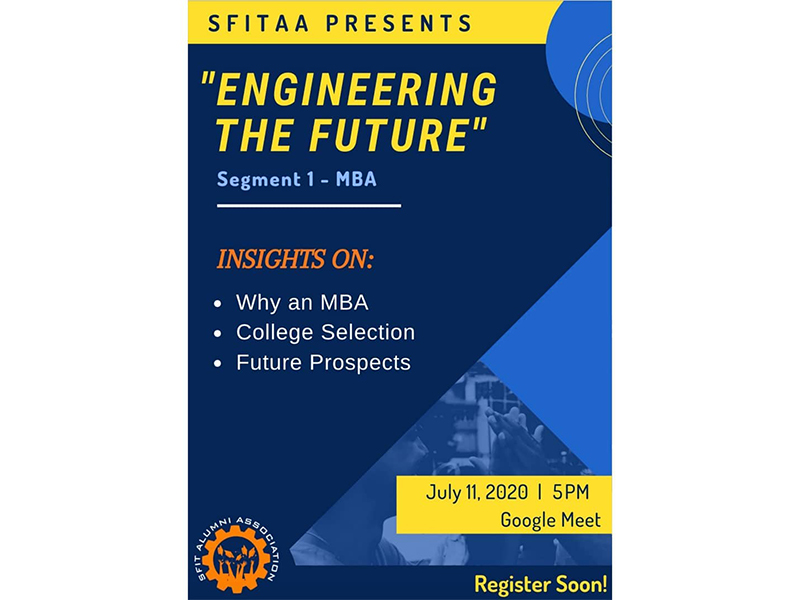 SFITAA PRESENTS
"ENGINEERING
THE FUTURE"
Segment 1 - MBA
INSIGHTS ON:
• Why an MBA
• College Selection
• Future Prospects
July 11, 2020 | 5PM
Google Meet
SFIT ALUMNI ASSOCIATION
Register Soon!